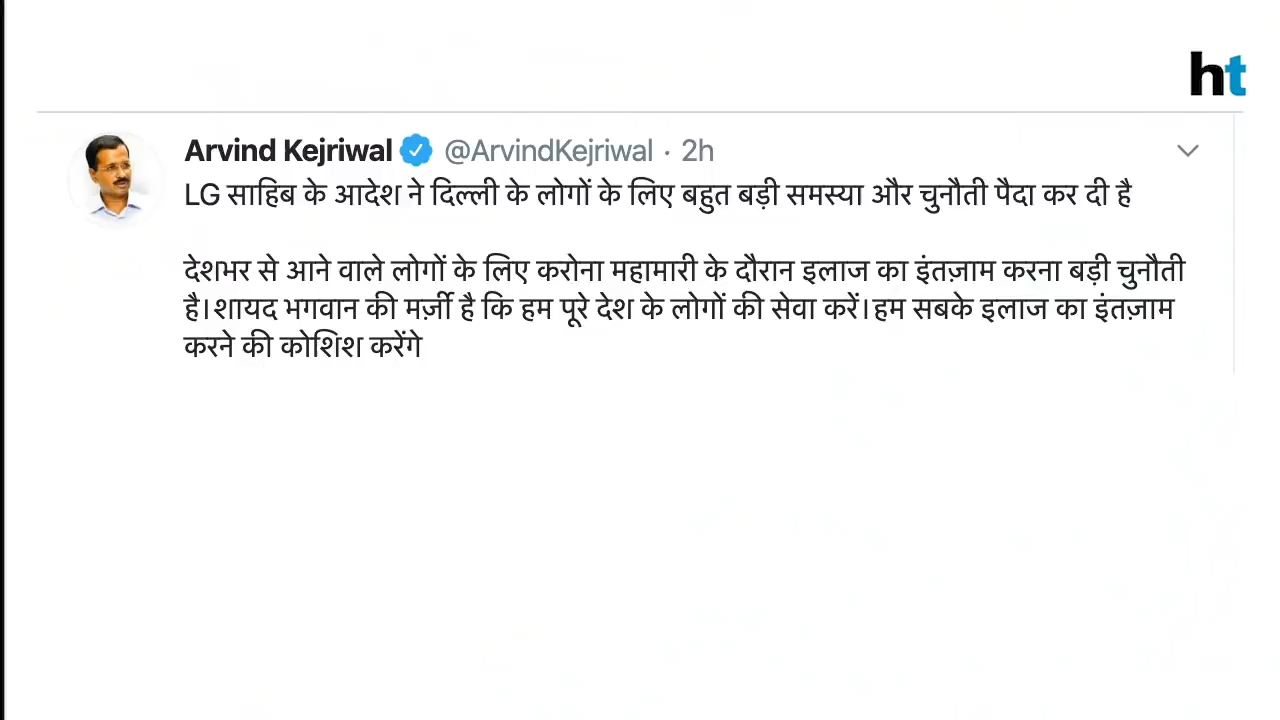 ht
Arvind Kejriwal @ArvindKejriwal · 2h
LG साहिब के आदेश ने दिल्ली के लोगों के लिए बहुत बड़ी समस्या और चुनौती पैदा कर दी है
देशभर से आने वाले लोगों के लिए करोना महामारी के दौरान इलाज का इंतज़ाम करना बड़ी चुनौती
है।शायद भगवान की मर्ज़ी है कि हम पूरे देश के लोगों की सेवा करें।हम सबके इलाज का इंतज़ाम
करने की कोशिश करेंगे